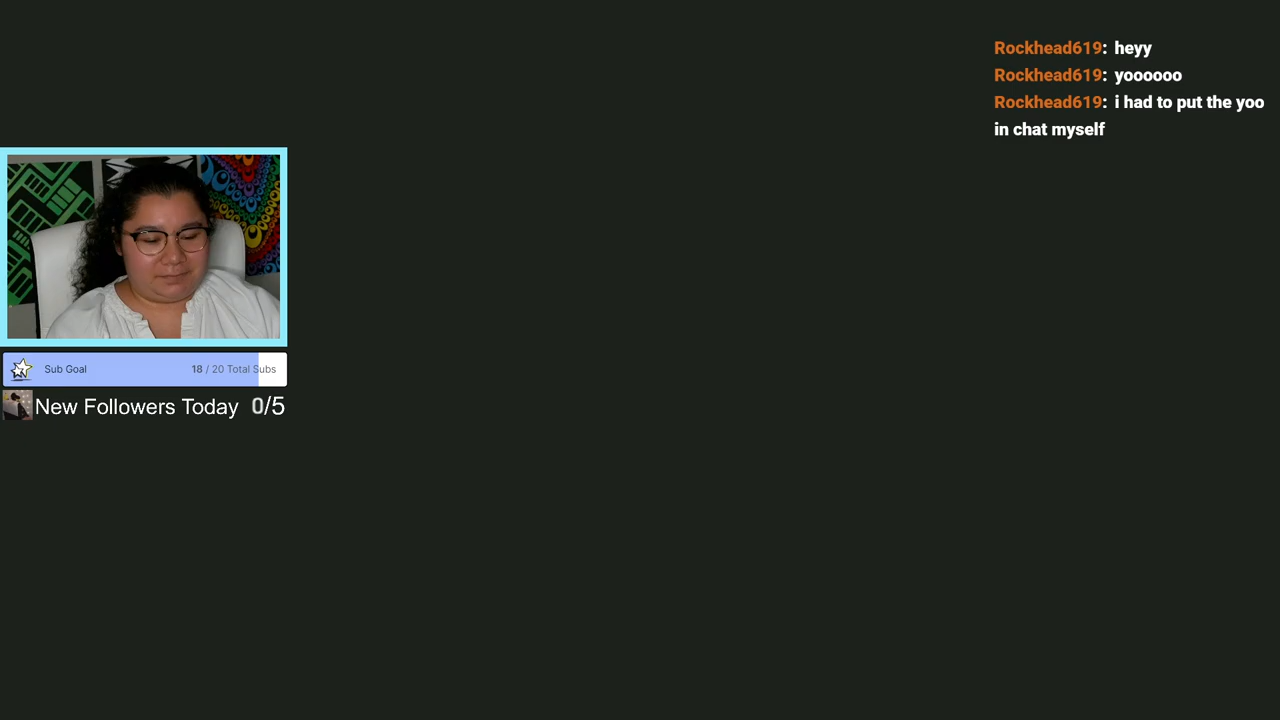 Rockhead619: heyy
Rockhead619: yoooooo
Rockhead619: i had to put the yoo
in chat myself
Sub Goal 18 / 20 Total Subs
New Followers Today 0/5